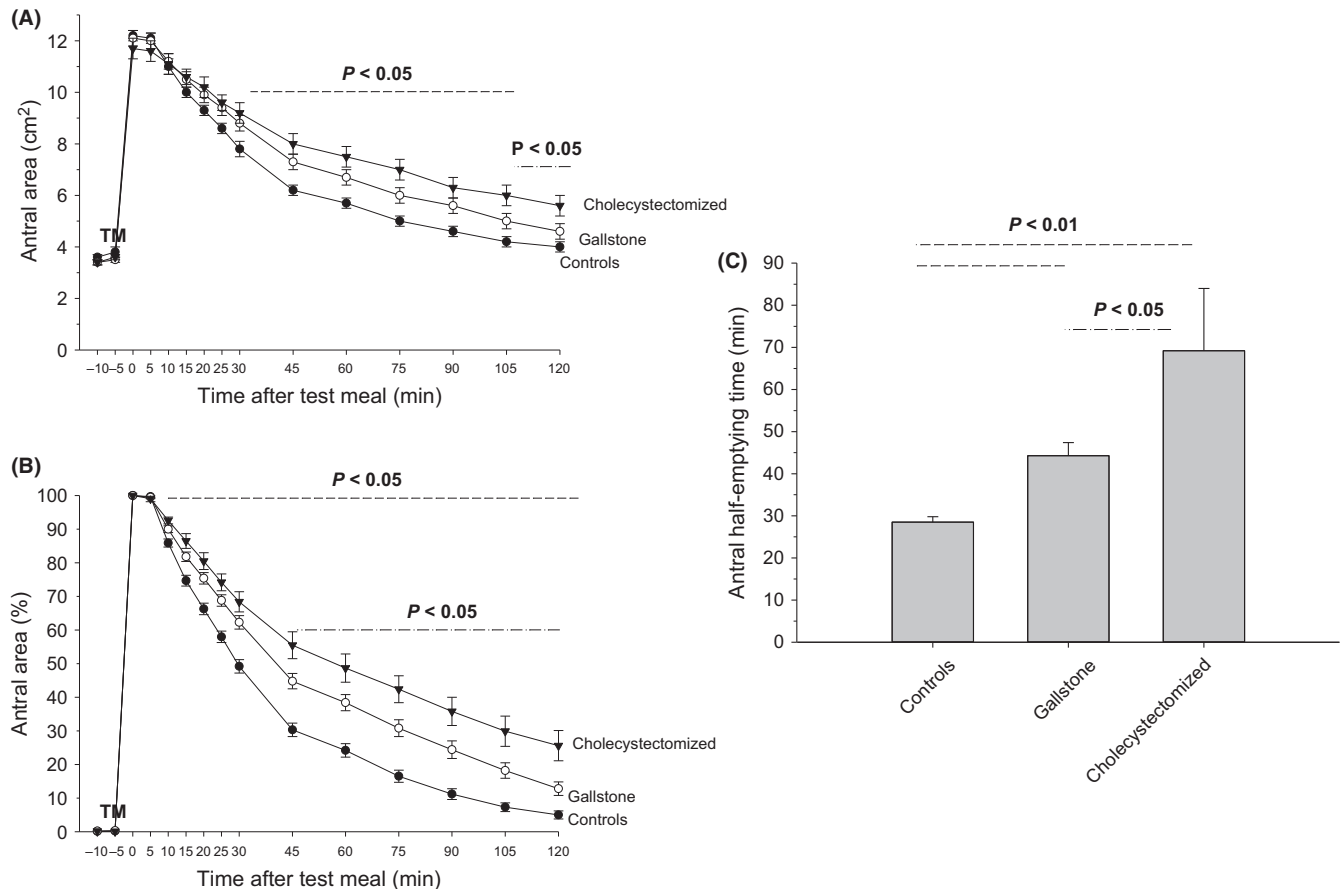 (A)
12
10
8
6
4
2
0
Antral area (cm²)
TM
P < 0.05
P < 0.05
Cholecystectomized
Gallstone
Controls
–10 –5 0 5 10 15 20 25 30 45 60 75 90 105 120
Time after test meal (min)
(B)
100
90
80
70
60
50
40
30
20
10
0
Antral area (%)
TM
P < 0.05
P < 0.05
Cholecystectomized
Gallstone
Controls
–10 –5 0 5 10 15 20 25 30 45 60 75 90 105 120
Time after test meal (min)
(C)
90
80
70
60
50
40
30
20
10
0
Antral half-emptying time (min)
P < 0.01
P < 0.05
Controls
Gallstone
Cholecystectomized